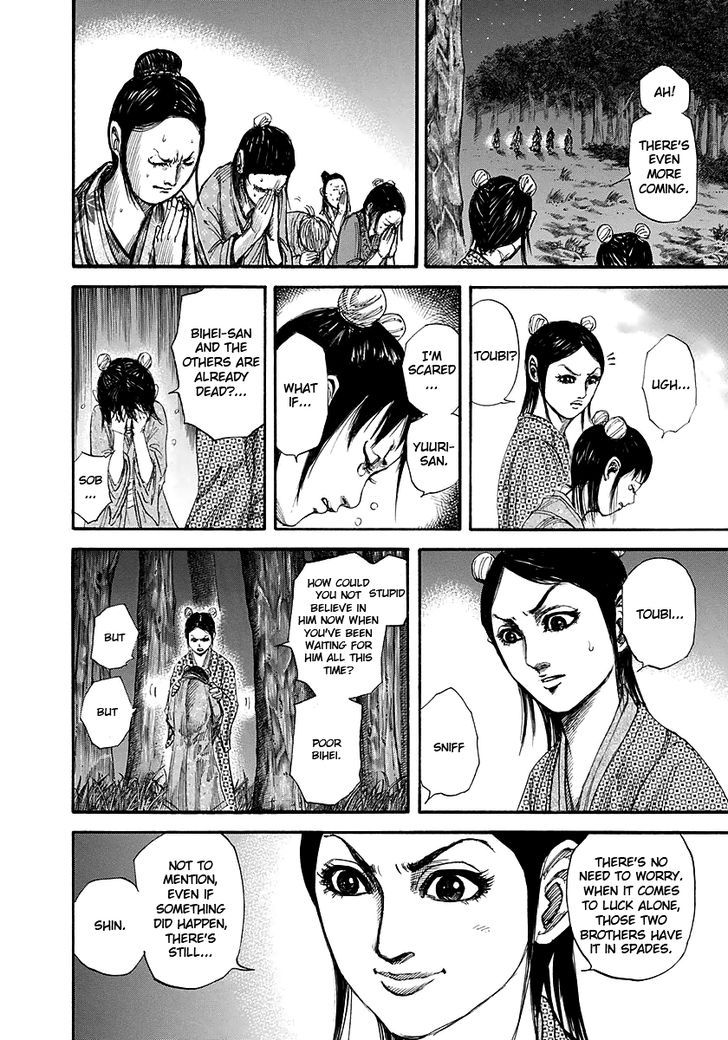 AH!
THERE'S
EVEN
MORE
COMING.
UGH...
TOUBI?
I'M
SCARED
...
YUURI-
SAN.
WHAT
IF...
BIHEI-SAN
AND THE
OTHERS ARE
ALREADY
DEAD?...
SOB
...
TOUBI...
SNIFF
STUPID
HOW COULD
YOU NOT
BELIEVE IN
HIM NOW WHEN
YOU'VE BEEN
WAITING FOR
HIM ALL THIS
TIME?
POOR
BIHEI.
BUT
BUT
THERE'S NO
NEED TO WORRY.
WHEN IT COMES
TO LUCK ALONE,
THOSE TWO
BROTHERS HAVE
IT IN SPADES.
NOT TO
MENTION,
EVEN IF
SOMETHING
DID HAPPEN,
THERE'S
STILL...
SHIN.